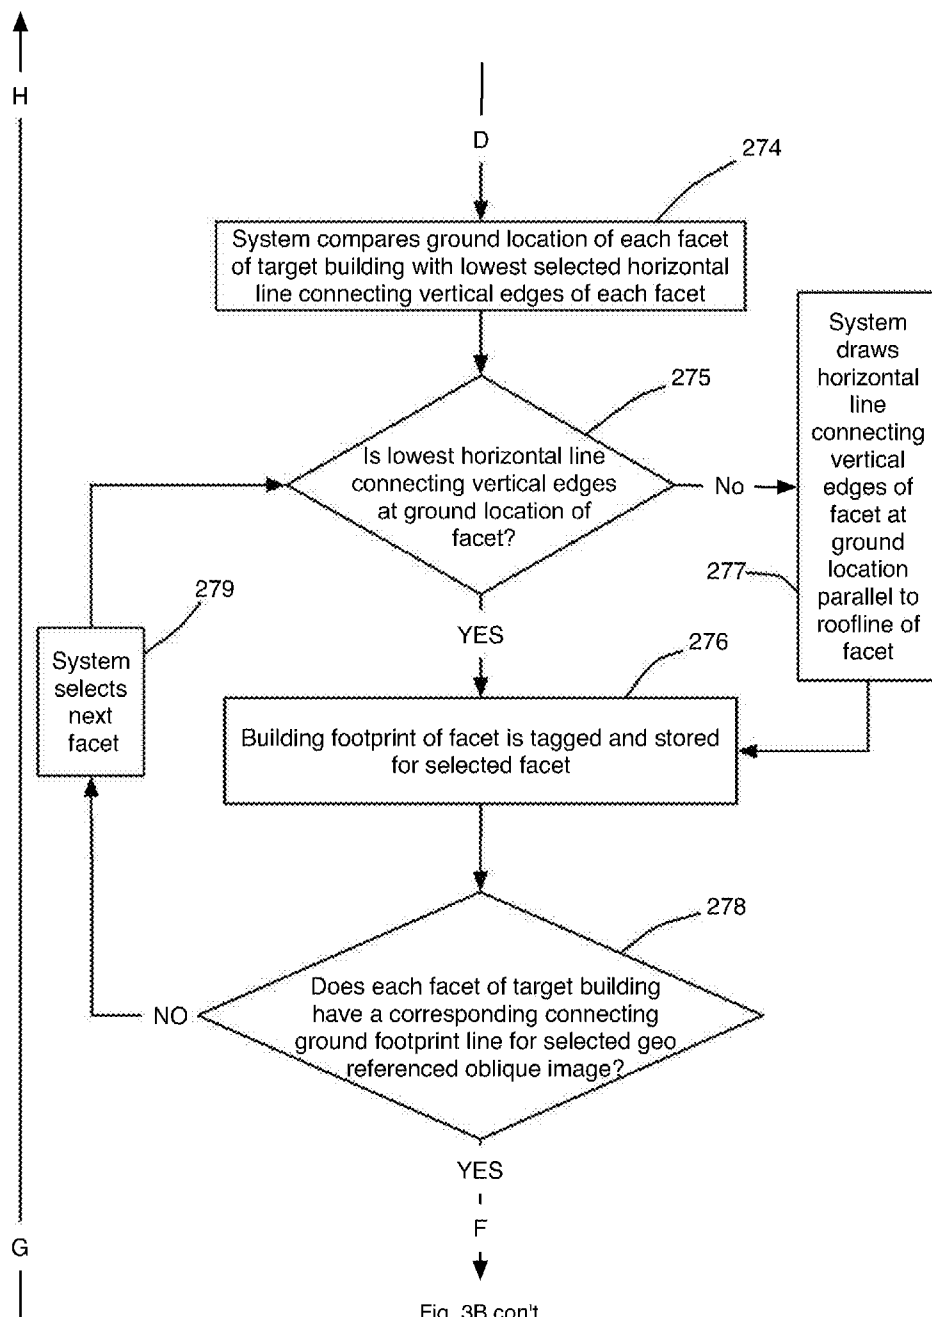 H
D
274
System compares ground location of each facet
of target building with lowest selected horizontal
line connecting vertical edges of each facet
275
Is lowest horizontal line
connecting vertical edges
at ground location of
facet?
No
System
draws
horizontal
line
connecting
vertical
edges of
facet at
ground
location
parallel to
roofline of
facet
277
YES
279
System
selects
next
facet
276
Building footprint of facet is tagged and stored
for selected facet
278
Does each facet of target building
have a corresponding connecting
ground footprint line for selected geo
referenced oblique image?
NO
YES
F
G
Fig. 3B con't